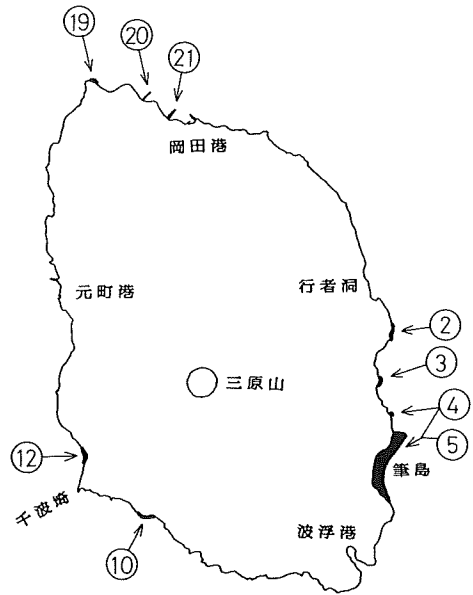 ⑲
⑳
㉑
岡田港
行者洞
②
元町港
③
三原山
④
⑤
筆島
⑫
千波崎
波浮港
⑩